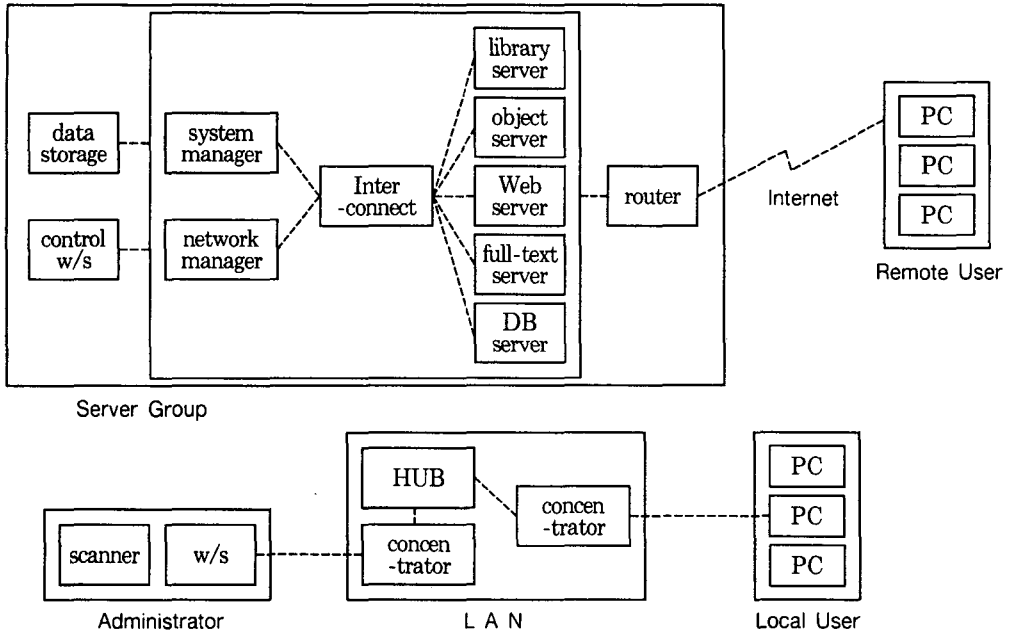 data
storage
control
w/s
system
manager
network
manager
Inter
-connect
library
server
object
server
Web
server
full-text
server
DB
server
router
Internet
PC
PC
PC
Remote User
Server Group
scanner
w/s
Administrator
HUB
concen
-trator
concen
-trator
L A N
PC
PC
PC
Local User